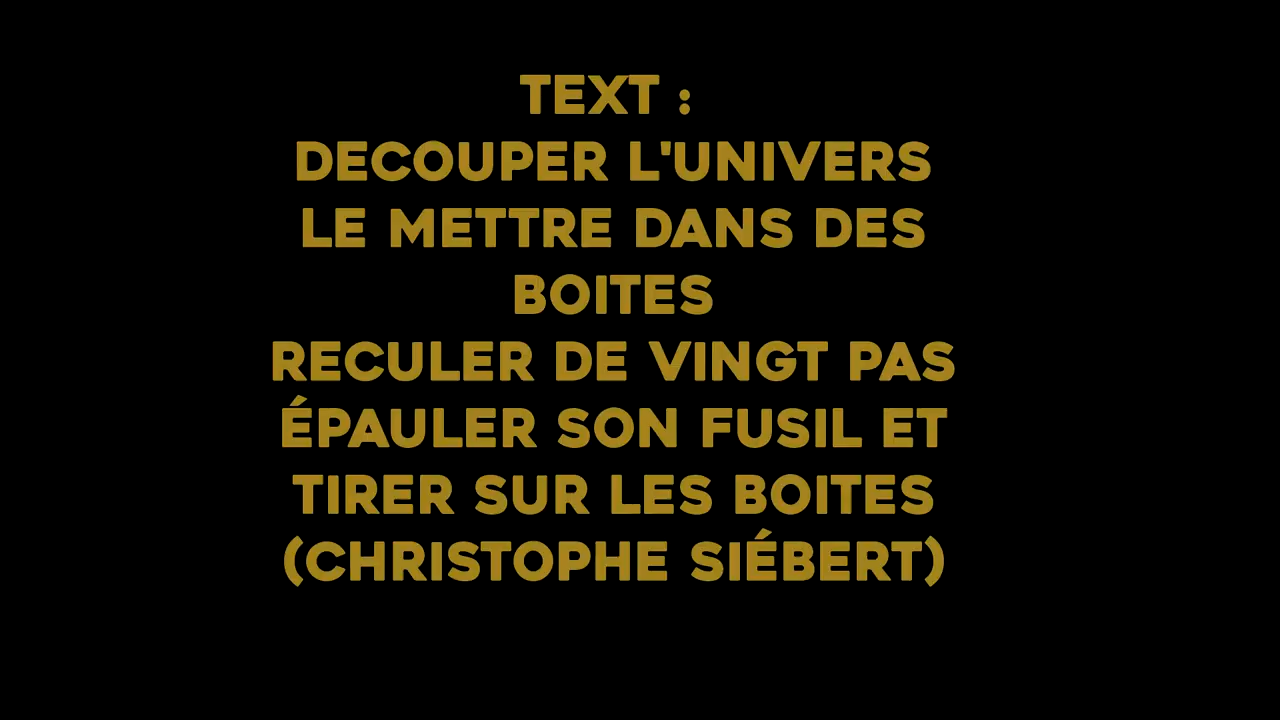 TEXT :
DECOUPER L'UNIVERS
LE METTRE DANS DES
BOITES
RECULER DE VINGT PAS
ÉPAULER SON FUSIL ET
TIRER SUR LES BOITES
(CHRISTOPHE SIÉBERT)